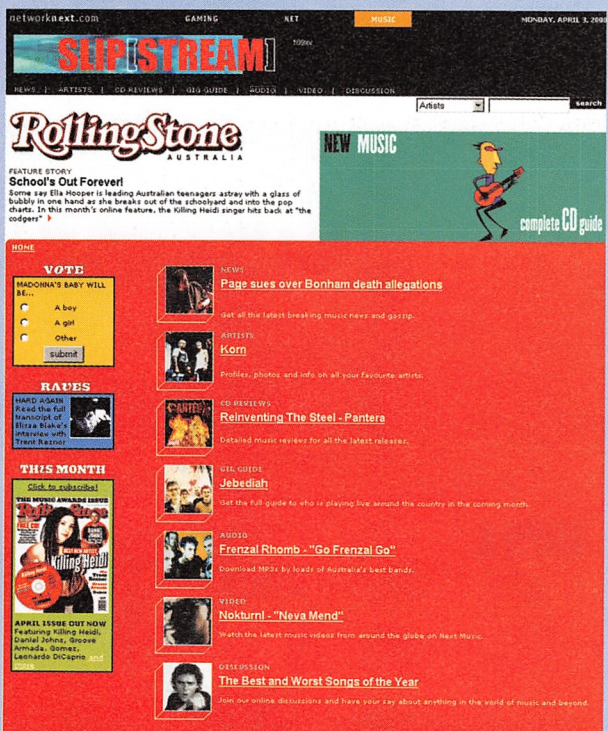 networknext.com GAMING NET MUSIC MONDAY, APRIL 3, 2000
SLIP[STREAM]
NEWS | ARTISTS | CD REVIEWS | GIG GUIDE | AUDIO | VIDEO | DISCUSSION
Artists search
RollingStone
AUSTRALIA
FEATURE STORY
School's Out Forever!
Some say Ella Hooper is leading Australian teenagers astray with a glass of
bubbly in one hand as she breaks out of the schoolyard and into the pop
charts. In this month's online feature, the Killing Heidi singer hits back at "the
codgers"
NEW MUSIC
complete CD guide
HOME
VOTE
MADONNA'S BABY WILL
BE...
A boy
A girl
Other
submit
RAVES
HARD AGAIN
Read the full
transcript of
Elissa Blake's
interview with
Trent Reznor
THIS MONTH
Click to subscribe!
THE MUSIC AWARDS ISSUE
Killing Heidi
APRIL ISSUE OUT NOW
Featuring Killing Heidi,
Daniel Johns, Groove
Armada, Gomez,
Leonardo DiCaprio and
more
NEWS
Page sues over Bonham death allegations
Get all the latest breaking music news and gossip.
ARTISTS
Korn
Profiles, photos and info on all your favourite artists.
CD REVIEWS
Reinventing The Steel - Pantera
Detailed music reviews for all the latest releases.
GIG GUIDE
Jebediah
Get the full guide to who is playing live around the country in the coming month.
AUDIO
Frenzal Rhomb - "Go Frenzal Go"
Download MP3s by loads of Australia's best bands.
VIDEO
Nokturnl - "Neva Mend"
Watch the latest music videos from around the globe on Next Music.
DISCUSSION
The Best and Worst Songs of the Year
Join our online discussions and have your say about anything in the world of music and beyond.